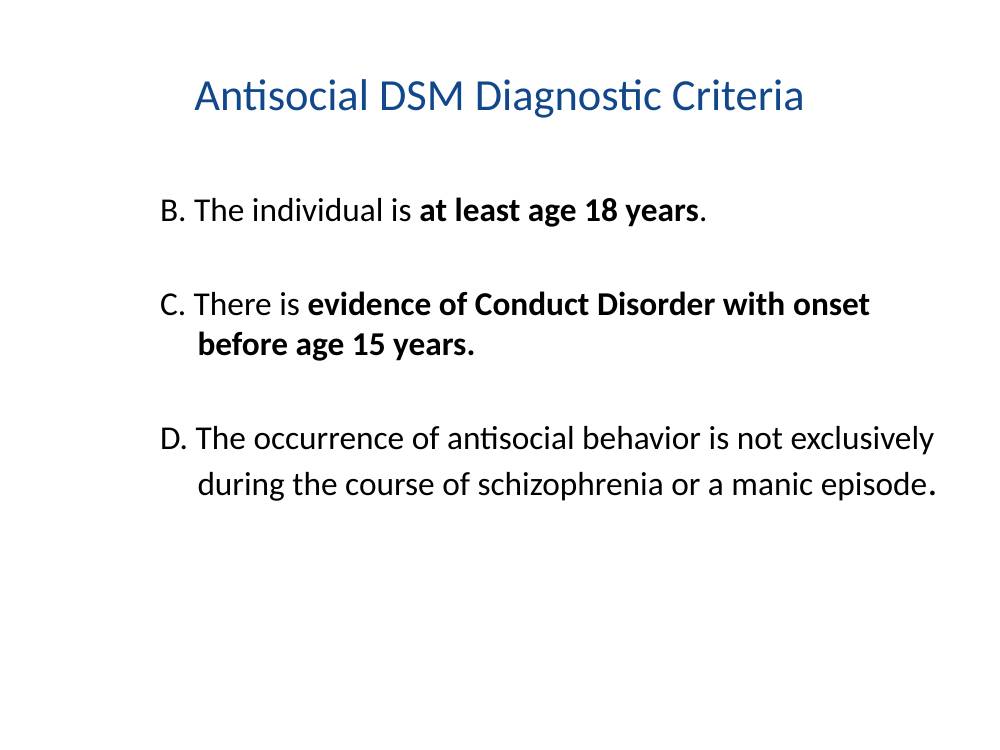 Antisocial DSM Diagnostic Criteria
B. The individual is at least age 18 years.
C. There is evidence of Conduct Disorder with onset
before age 15 years.
D. The occurrence of antisocial behavior is not exclusively
during the course of schizophrenia or a manic episode.